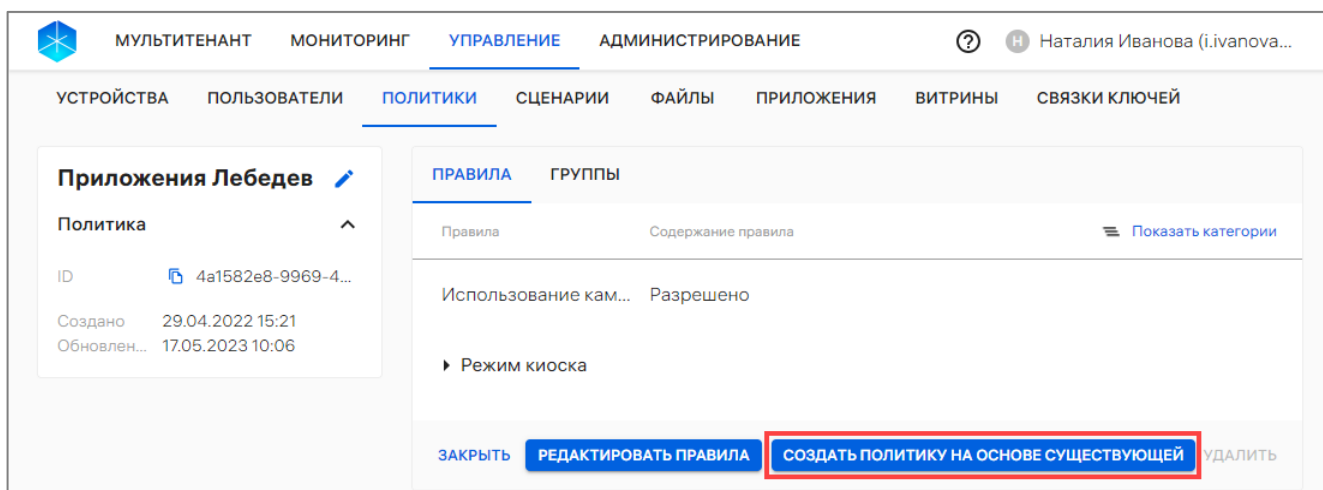 МУЛЬТИТЕНАНТ МОНИТОРИНГ УПРАВЛЕНИЕ АДМИНИСТРИРОВАНИЕ ? Н Наталия Иванова (i.ivanova...
УСТРОЙСТВА ПОЛЬЗОВАТЕЛИ ПОЛИТИКИ СЦЕНАРИИ ФАЙЛЫ ПРИЛОЖЕНИЯ ВИТРИНЫ СВЯЗКИ КЛЮЧЕЙ
Приложения Лебедев
Политика
ID 4a1582e8-9969-4...
Создано 29.04.2022 15:21
Обновлен... 17.05.2023 10:06
ПРАВИЛА ГРУППЫ
Правила Содержание правила Показать категории
Использование кам... Разрешено
Режим киоска
ЗАКРЫТЬ РЕДАКТИРОВАТЬ ПРАВИЛА СОЗДАТЬ ПОЛИТИКУ НА ОСНОВЕ СУЩЕСТВУЮЩЕЙ УДАЛИТЬ